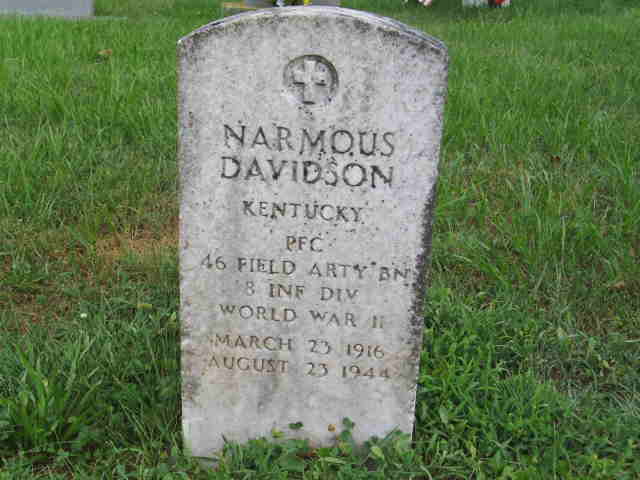 NARMOUS
DAVIDSON
KENTUCKY
PFC
46 FIELD ARTY BN
8 INF DIV
WORLD WAR II
MARCH 23 1916
AUGUST 23 1944